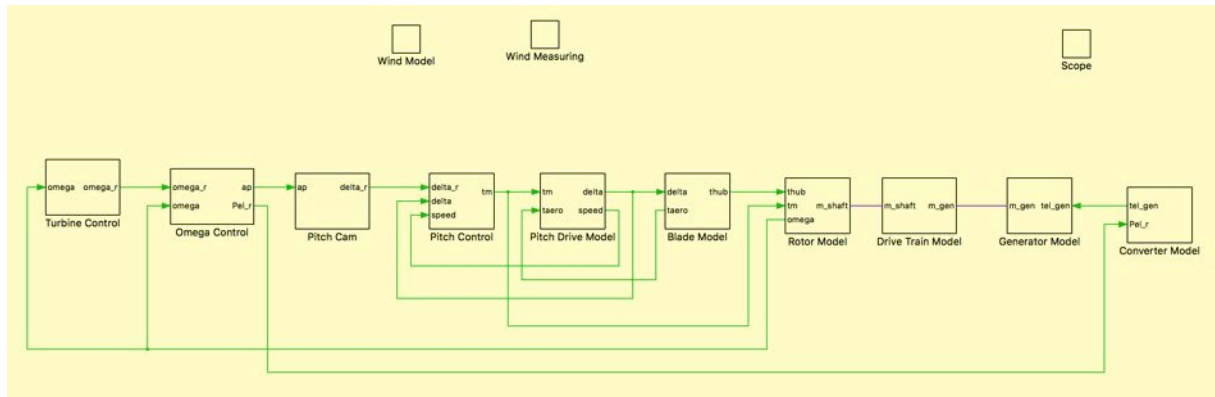 Wind Model
Wind Measuring
Scope
omega omega_r
Turbine Control
omega_r ap
omega Pel_r
Omega Control
ap delta_r
Pitch Cam
delta_r
tm
delta
speed
Pitch Control
tm delta
taero speed
Pitch Drive Model
delta thub
taero
Blade Model
thub
tm m_shaft
omega
Rotor Model
m_shaft m_gen
Drive Train Model
m_gen tel_gen
Generator Model
tel_gen
Pel_r
Converter Model